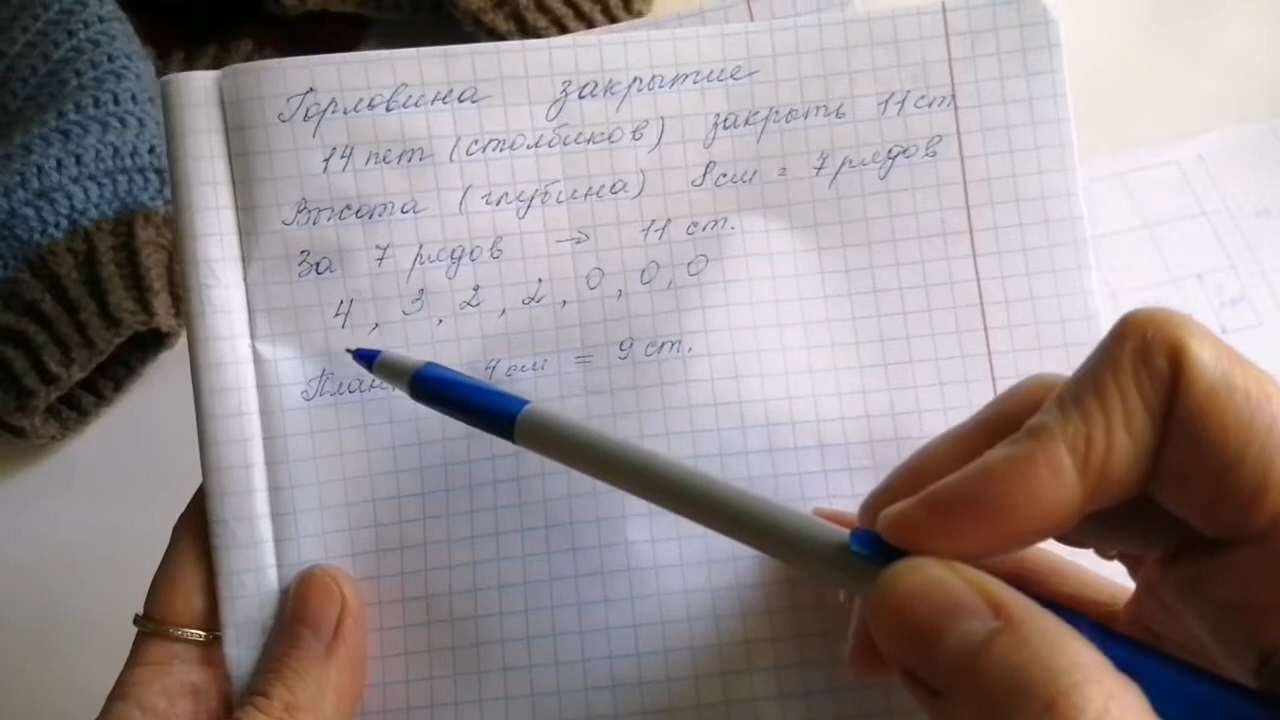 Горловина закрытие
14 пет (столбиков) закрыть 11 ст
Высота (глубина) 8 см = 7 рядов
За 7 рядов → 11 ст.
4, 3, 2, 2, 0, 0, 0
4 см = 9 ст.